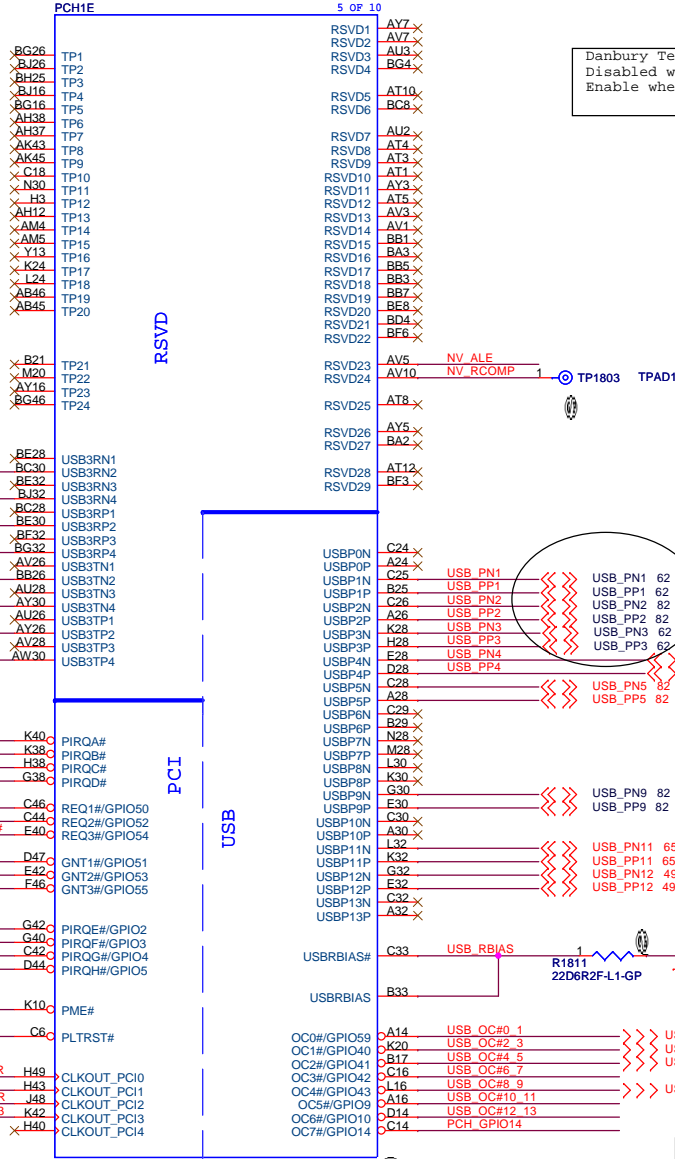 PCH1E 5 OF 10
RSVD1 AY7
RSVD2 AV7
BG26 TP1 RSVD3 AU3
BJ26 TP2 RSVD4 BG4
BH25 TP3
BJ16 TP4 RSVD5 AT10
BG16 TP5 RSVD6 BC8
AH38 TP6
AH37 TP7 RSVD7 AU2
AK43 TP8 RSVD8 AT4
AK45 TP9 RSVD9 AT3
C18 TP10 RSVD10 AT1
N30 TP11 RSVD11 AY3
H3 TP12 RSVD12 AT5
AH12 TP13 RSVD13 AV3
AM4 TP14 RSVD14 AV1
AM5 TP15 RSVD15 BB1
Y13 TP16 RSVD16 BA3
K24 TP17 RSVD17 BB5
L24 TP18 RSVD18 BB3
AB46 TP19 RSVD19 BB7
AB45 TP20 RSVD20 BE8
RSVD21 BD4
RSVD22 BF6
Danbury Te
Disabled w
Enable whe
RSVD
B21 TP21 RSVD23 AV5 NV_ALE
M20 TP22 RSVD24 AV10 NV_RCOMP 1 TP1803 TPAD1
AY16 TP23
BG46 TP24 RSVD25 AT8
RSVD26 AY5
RSVD27 BA2
BE28 USB3RN1
BC30 USB3RN2 RSVD28 AT12
BE32 USB3RN3 RSVD29 BF3
BJ32 USB3RN4
BC28 USB3RP1
BE30 USB3RP2
BF32 USB3RP3
BG32 USB3RP4 USBP0N C24
AV26 USB3TN1 USBP0P A24
BB26 USB3TN2 USBP1N C25 USB_PN1 USB_PN1 62
AU28 USB3TN3 USBP1P B25 USB_PP1 USB_PP1 62
AY30 USB3TN4 USBP2N C26 USB_PN2 USB_PN2 82
AU26 USB3TP1 USBP2P A26 USB_PP2 USB_PP2 82
AY26 USB3TP2 USBP3N K28 USB_PN3 USB_PN3 62
AV28 USB3TP3 USBP3P H28 USB_PP3 USB_PP3 62
AW30 USB3TP4 USBP4N E28 USB_PN4
USBP4P D28 USB_PP4
USBP5N C28 USB_PN5 82
USBP5P A28 USB_PP5 82
USBP6N C29
USBP6P B29
K40 PIRQA# USBP7N N28
K38 PIRQB# USBP7P M28
H38 PIRQC# USBP8N L30
G38 PIRQD# USBP8P K30
PCI
USBP9N G30 USB_PN9 82
C46 REQ1#/GPIO50 USBP9P E30 USB_PP9 82
C44 REQ2#/GPIO52 USBP10N C30
E40 REQ3#/GPIO54 USBP10P A30
USB
USBP11N L32 USB_PN11 65
D47 GNT1#/GPIO51 USBP11P K32 USB_PP11 65
E42 GNT2#/GPIO53 USBP12N G32 USB_PN12 49
F46 GNT3#/GPIO55 USBP12P E32 USB_PP12 49
USBP13N C32
USBP13P A32
G42 PIRQE#/GPIO2
G40 PIRQF#/GPIO3
C42 PIRQG#/GPIO4 USBRBIAS# C33 USB_RBIAS 1
D44 PIRQH#/GPIO5 R1811
22D6R2F-L1-GP
USBRBIAS B33
K10 PME#
C6 PLTRST# OC0#/GPIO59 A14 USB_OC#0_1
OC1#/GPIO40 K20 USB_OC#2_3
OC2#/GPIO41 B17 USB_OC#4_5
H49 CLKOUT_PCI0 OC3#/GPIO42 C16 USB_OC#6_7
H43 CLKOUT_PCI1 OC4#/GPIO43 L16 USB_OC#8_9
J48 CLKOUT_PCI2 OC5#/GPIO9 A16 USB_OC#10_11
K42 CLKOUT_PCI3 OC6#/GPIO10 D14 USB_OC#12_13
H40 CLKOUT_PCI4 OC7#/GPIO14 C14 PCH_GPIO14